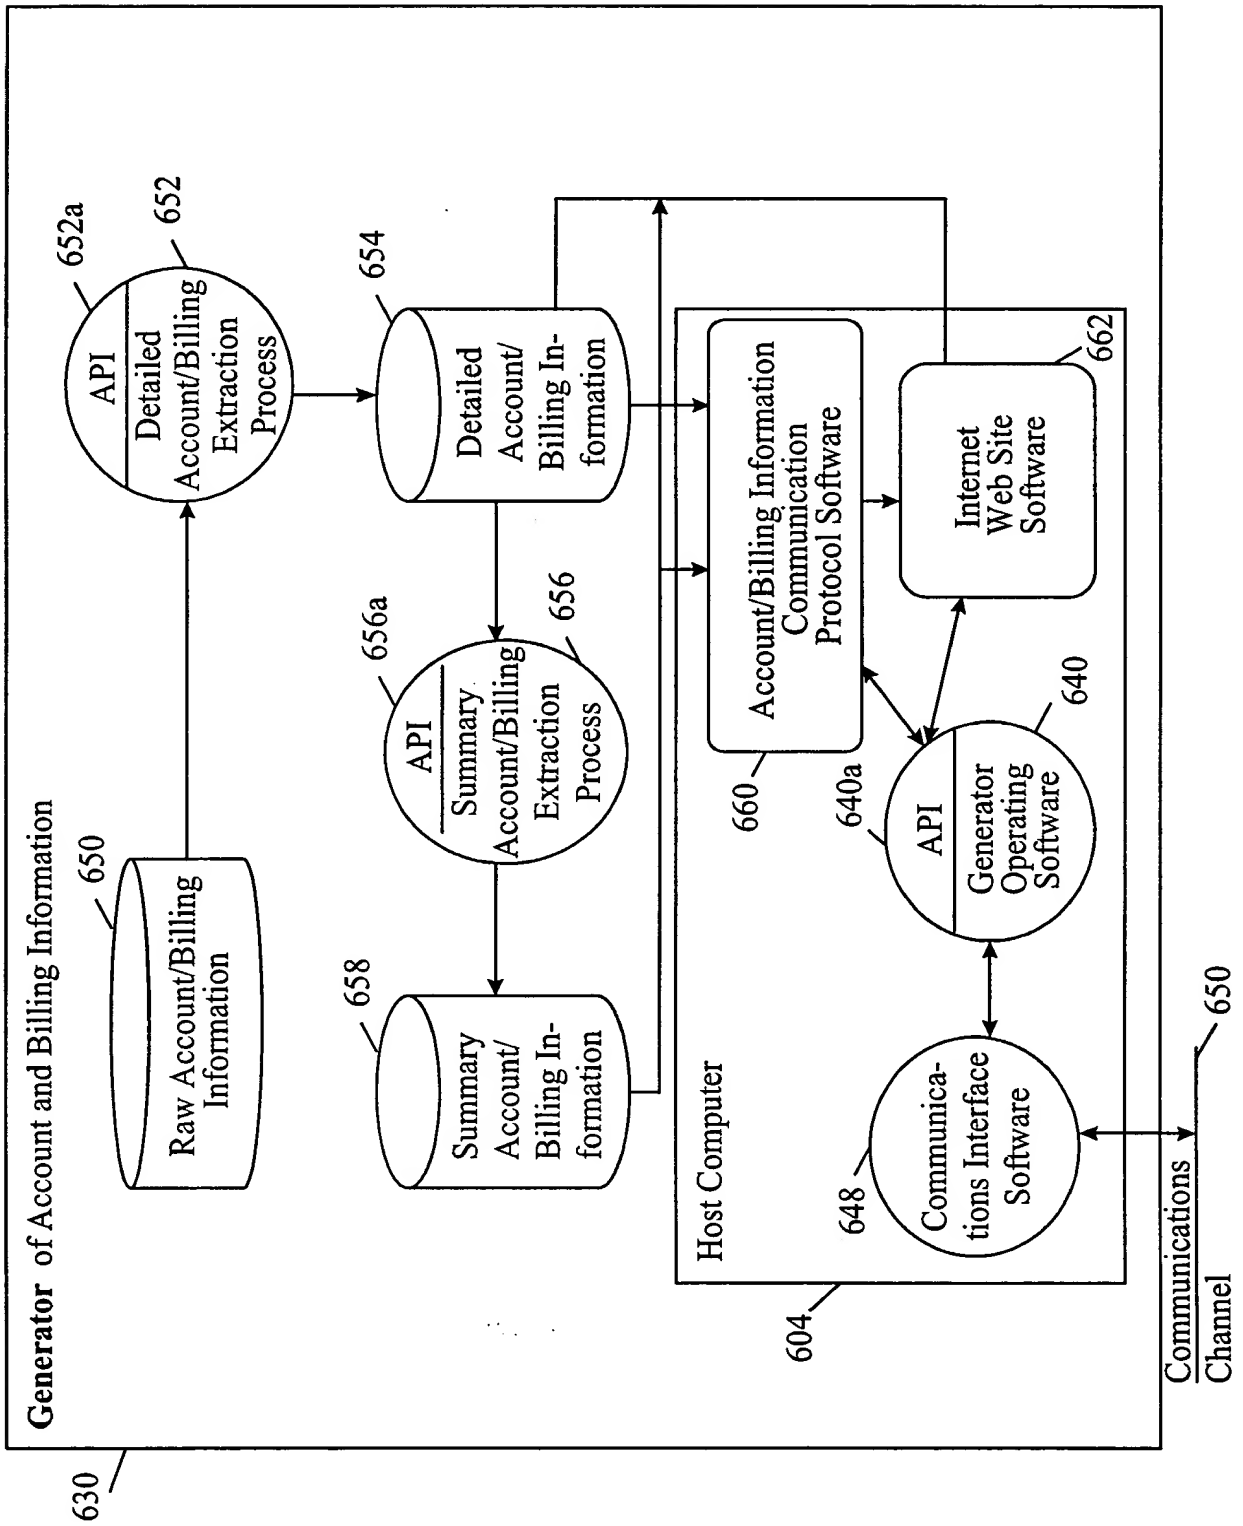 630
Generator of Account and Billing Information
650
Raw Account/Billing
Information
652a
652
API
Detailed
Account/Billing
Extraction
Process
658
Summary
Account/
Billing In-
formation
656a
656
API
Summary
Account/Billing
Extraction
Process
654
Detailed
Account/
Billing In-
formation
604
Host Computer
660
Account/Billing Information
Communication
Protocol Software
648
Communica-
tions Interface
Software
640a
640
API
Generator
Operating
Software
662
Internet
Web Site
Software
Communications
Channel
650